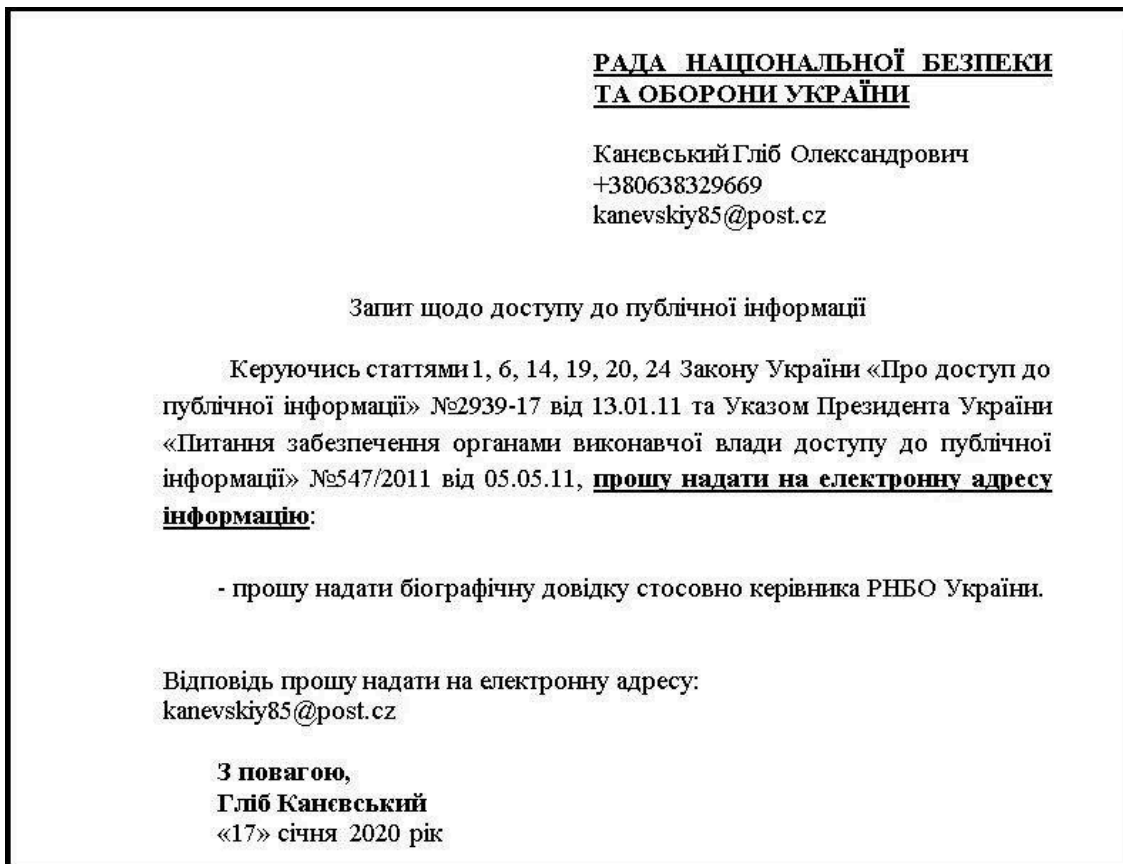 РАДА НАЦІОНАЛЬНОЇ БЕЗПЕКИ
ТА ОБОРОНИ УКРАЇНИ
Канєвський Гліб Олександрович
+380638329669
kanevskiy85@post.cz
Запит щодо доступу до публічної інформації
Керуючись статтями 1, 6, 14, 19, 20, 24 Закону України «Про доступ до
публічної інформації» №2939-17 від 13.01.11 та Указом Президента України
«Питання забезпечення органами виконавчої влади доступу до публічної
інформації» №547/2011 від 05.05.11, прошу надати на електронну адресу
інформацію:
- прошу надати біографічну довідку стосовно керівника РНБО України.
Відповідь прошу надати на електронну адресу:
kanevskiy85@post.cz
З повагою,
Гліб Канєвський
«17» січня 2020 рік